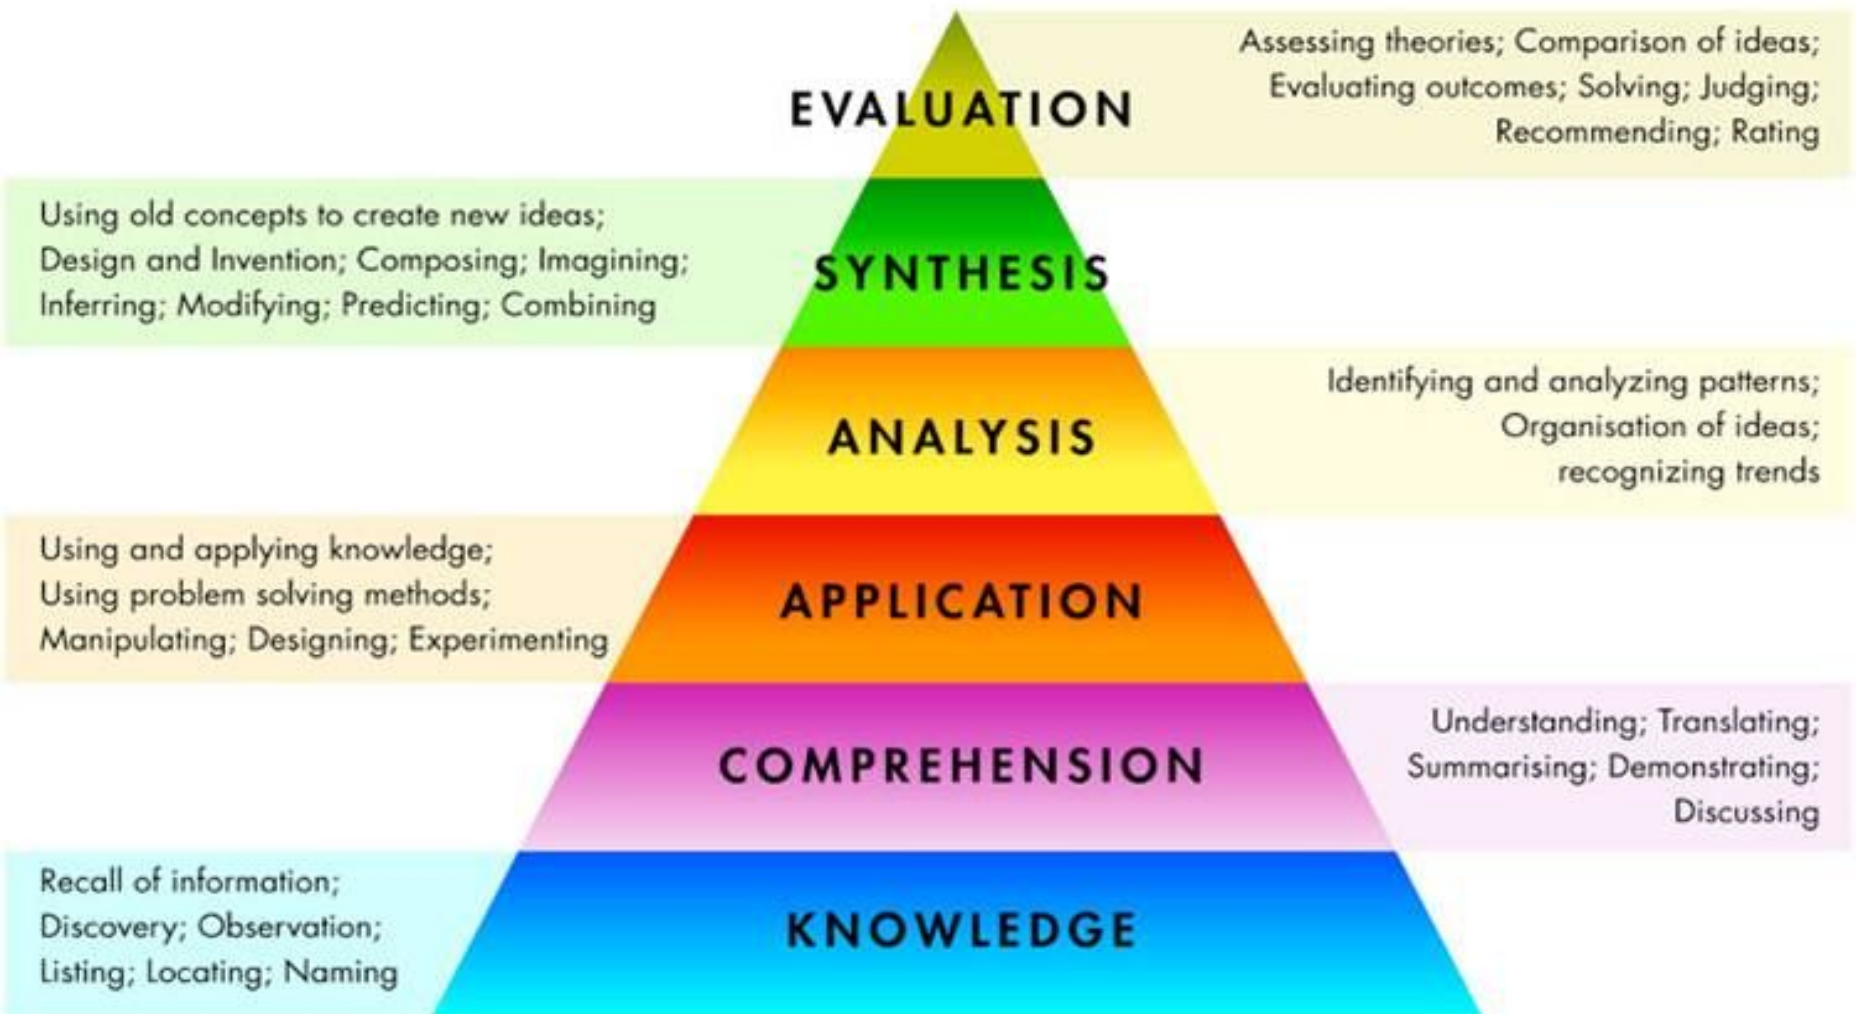 EVALUATION
Assessing theories; Comparison of ideas;
Evaluating outcomes; Solving; Judging;
Recommending; Rating
Using old concepts to create new ideas;
Design and Invention; Composing; Imagining;
Inferring; Modifying; Predicting; Combining
SYNTHESIS
ANALYSIS
Identifying and analyzing patterns;
Organisation of ideas;
recognizing trends
Using and applying knowledge;
Using problem solving methods;
Manipulating; Designing; Experimenting
APPLICATION
COMPREHENSION
Understanding; Translating;
Summarising; Demonstrating;
Discussing
Recall of information;
Discovery; Observation;
Listing; Locating; Naming
KNOWLEDGE